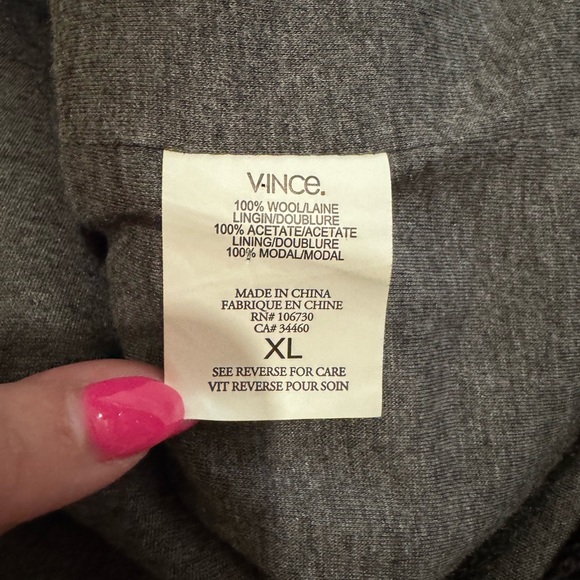 VINCE.
100% WOOL/LAINE
LINGIN/DOUBLURE
100% ACETATE/ACETATE
LINING/DOUBLURE
100% MODAL/MODAL
MADE IN CHINA
FABRIQUE EN CHINE
RN# 106730
CA# 34460
XL
SEE REVERSE FOR CARE
VIT REVERSE POUR SOIN